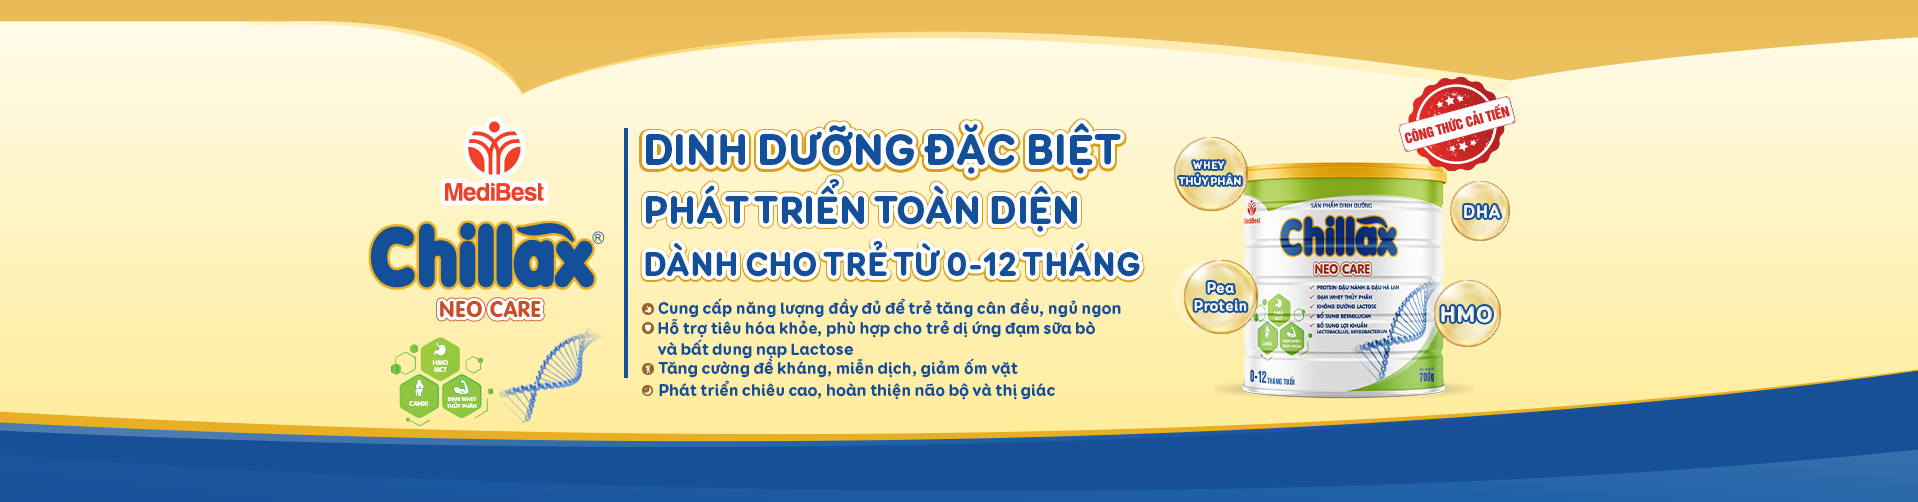 MediBest
Chillax®
NEO CARE
HMO
MCT
CANXI
ĐẠM WHEY
THỦY PHÂN
DINH DƯỠNG ĐẶC BIỆT
PHÁT TRIỂN TOÀN DIỆN
DÀNH CHO TRẺ TỪ 0-12 THÁNG
Cung cấp năng lượng đầy đủ để trẻ tăng cân đều, ngủ ngon
Hỗ trợ tiêu hóa khỏe, phù hợp cho trẻ dị ứng đạm sữa bò
và bất dung nạp Lactose
Tăng cường đề kháng, miễn dịch, giảm ốm vặt
Phát triển chiều cao, hoàn thiện não bộ và thị giác
CÔNG THỨC CẢI TIẾN
WHEY
THỦY PHÂN
DHA
Pea
Protein
HMO
MediBest
SẢN PHẨM DINH DƯỠNG
Chillax
NEO CARE
PROTEIN ĐẬU NÀNH & ĐẬU HÀ LAN
ĐẠM WHEY THỦY PHÂN
KHÔNG ĐƯỜNG LACTOSE
BỔ SUNG BETAGLUCAN
BỔ SUNG LỢI KHUẨN
LACTOBACILLUS, BIFIDOBACTERIUM
HMO
MCT
CANXI
ĐẠM WHEY
THỦY PHÂN
0-12 THÁNG TUỔI
700g